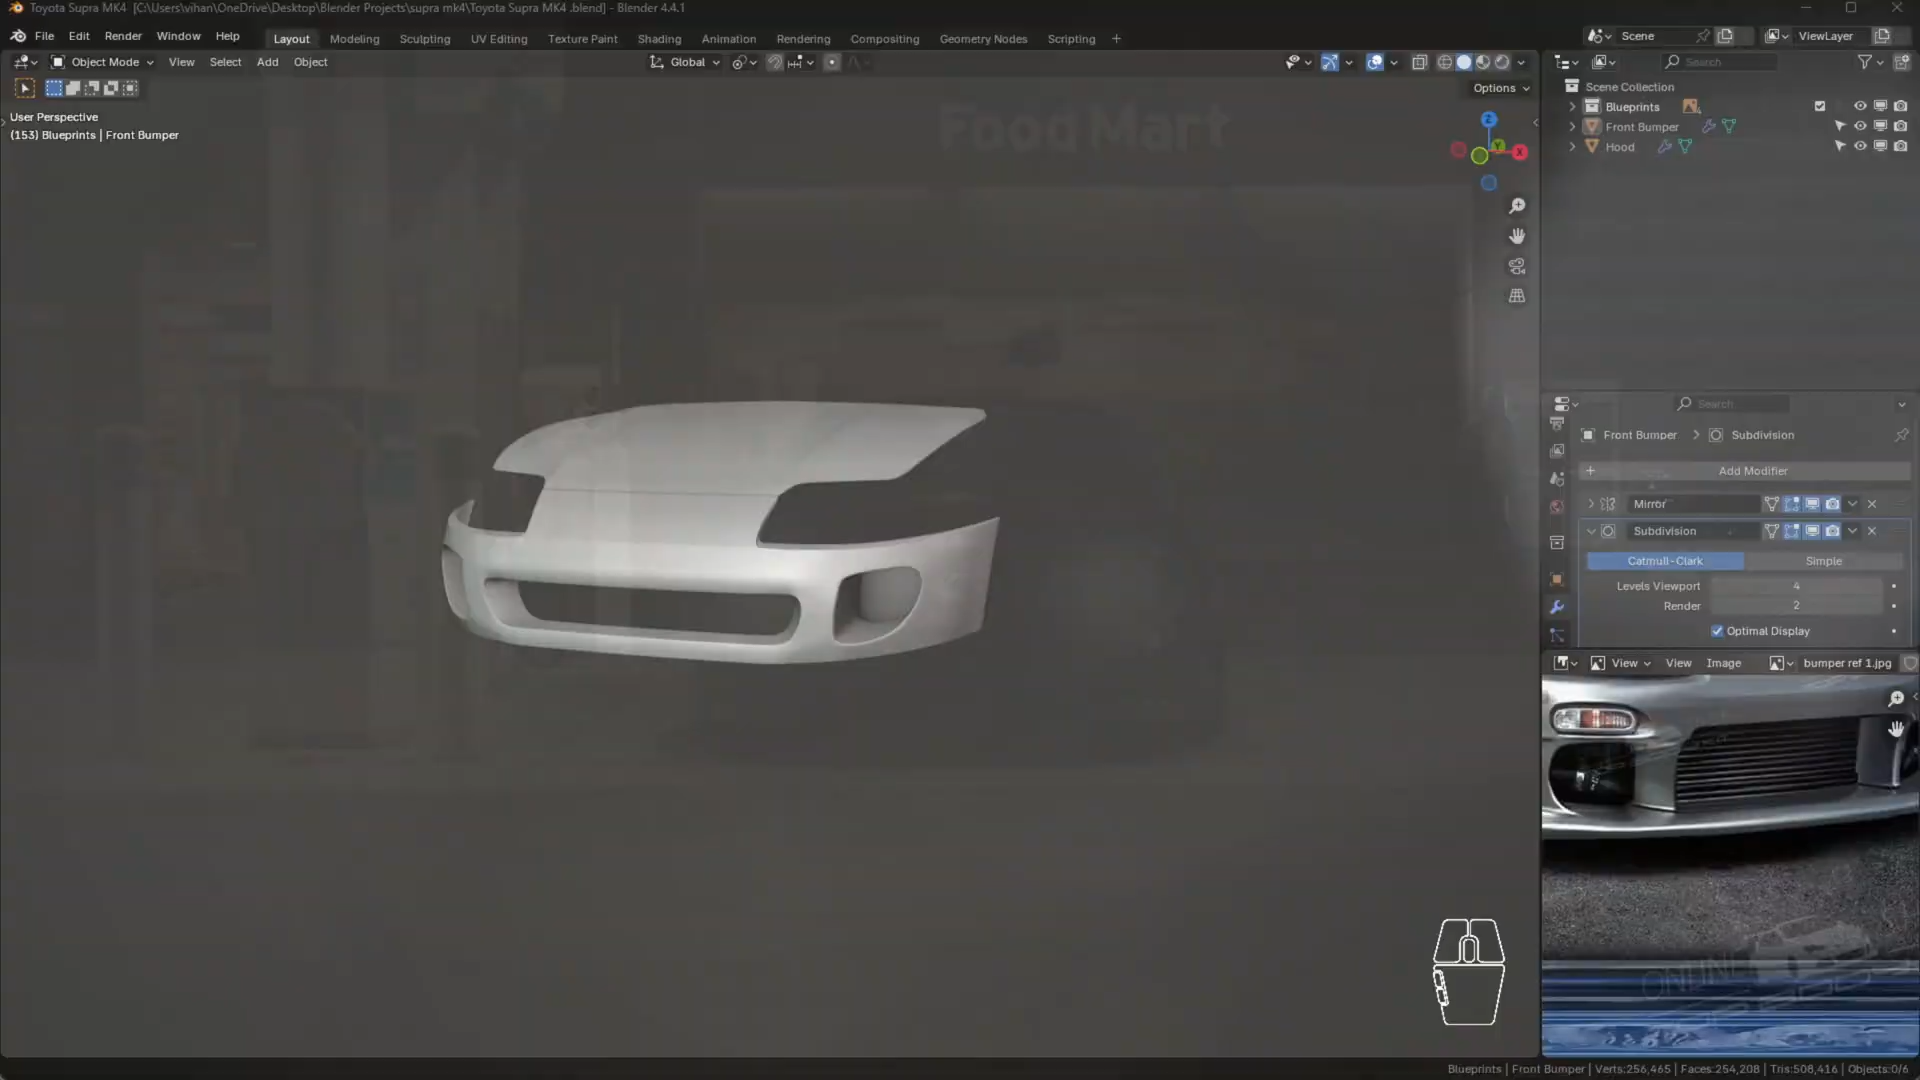 Toyota Supra MK4 [C:\Users\vihan\OneDrive\Desktop\Blender Projects\supra mk4\Toyota Supra MK4 .blend] - Blender 4.4.1
File Edit Render Window Help Layout Modeling Sculpting UV Editing Texture Paint Shading Animation Rendering Compositing Geometry Nodes Scripting + Scene ViewLayer
Object Mode View Select Add Object Global Search
Options
Scene Collection
User Perspective
Blueprints
(153) Blueprints | Front Bumper
Front Bumper
Hood
Food Mart
Search
Front Bumper > Subdivision
+ Add Modifier
Mirror
Subdivision
Catmull-Clark Simple
Levels Viewport 4
Render 2
Optimal Display
View View Image bumper ref 1.jpg
Blueprints | Front Bumper | Verts:256,465 | Faces:254,208 | Tris:508,416 | Objects:0/6